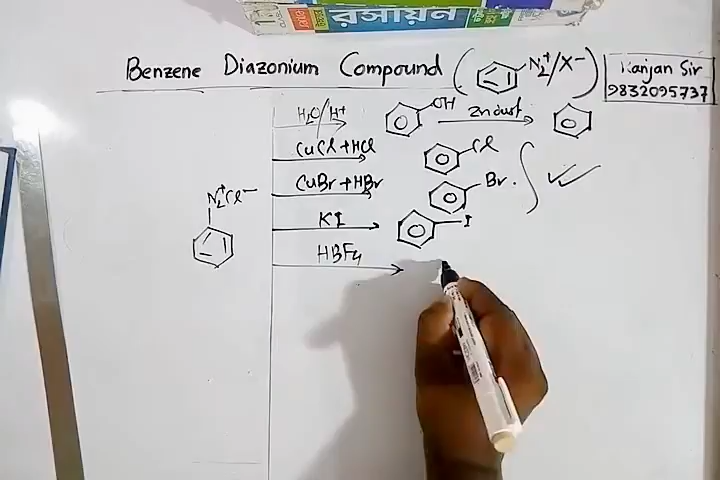 রসায়ন
Benzene Diazonium Compound ( N₂⁺/X⁻ )
Ranjan Sir
9832095737
H₂O/H⁺ OH Zn dust
CuCl + HCl Cl
CuBr + HBr Br.
N₂⁺Cl⁻
KI I
HBF₄